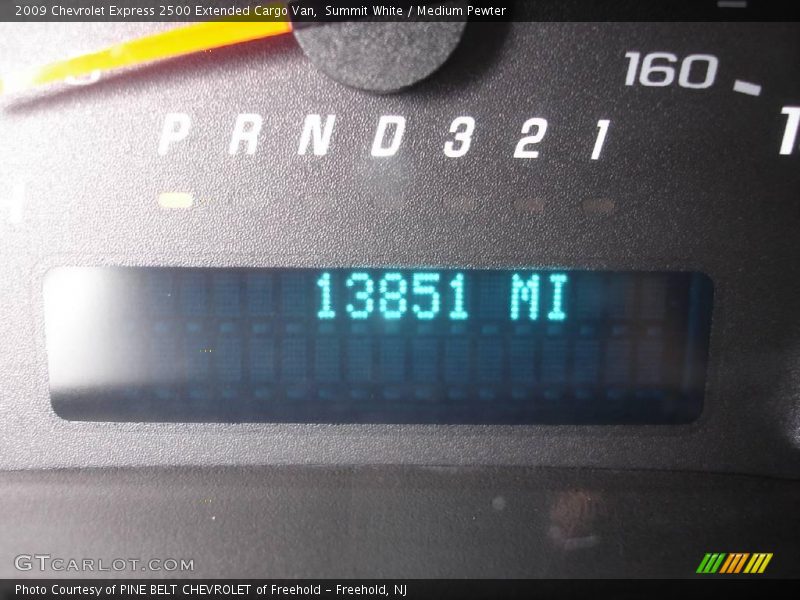 2009 Chevrolet Express 2500 Extended Cargo Van, Summit White / Medium Pewter
160
P R N D 3 2 1
13851 MI
GTCARLOT.COM
Photo Courtesy of PINE BELT CHEVROLET of Freehold - Freehold, NJ